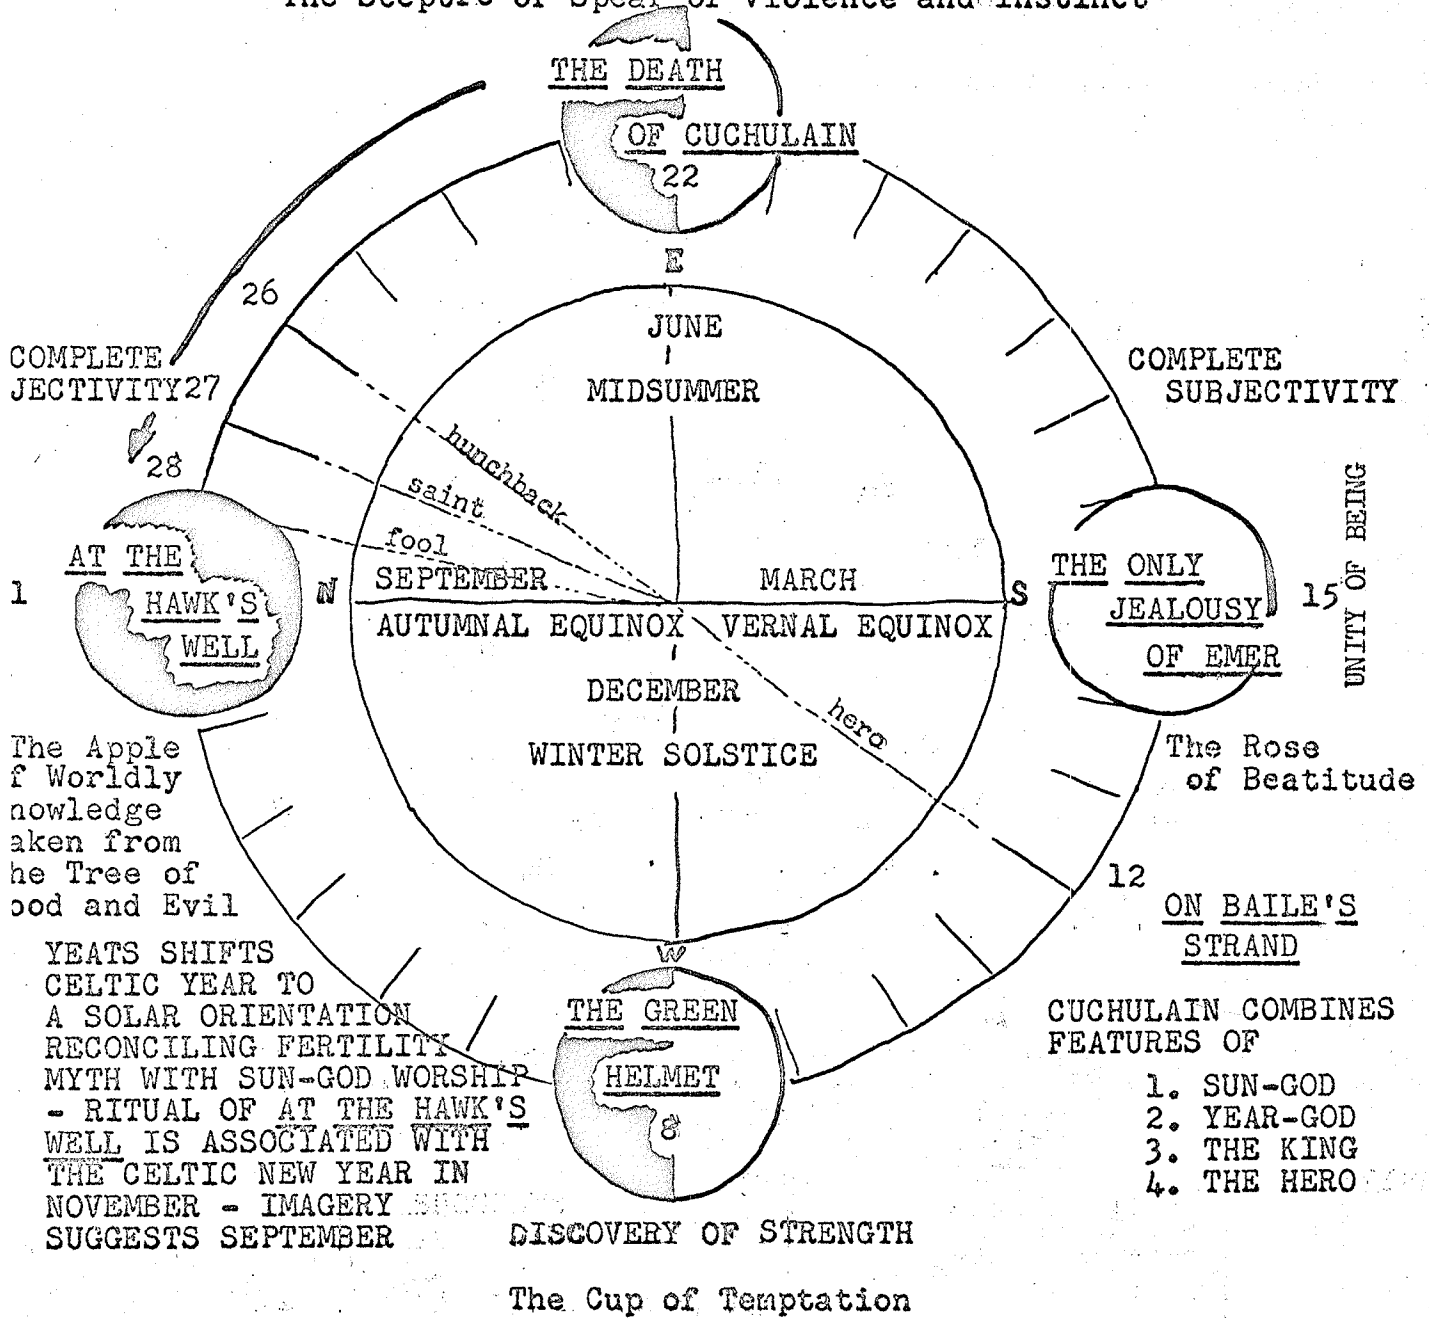 The Sceptre or Spear of Violence and Instinct
THE DEATH
OF CUCHULAIN
22
E
JUNE
MIDSUMMER
26
COMPLETE
JECTIVITY27
28
COMPLETE
SUBJECTIVITY
hunchback
saint
fool
AT THE
HAWK'S
WELL
1
N
SEPTEMBER
MARCH
S
AUTUMNAL EQUINOX
VERNAL EQUINOX
THE ONLY
JEALOUSY
OF EMER
15
UNITY OF BEING
DECEMBER
WINTER SOLSTICE
hero
The Apple
f Worldly
nowledge
aken from
he Tree of
ood and Evil
The Rose
of Beatitude
12
ON BAILE'S
STRAND
W
THE GREEN
HELMET
8
YEATS SHIFTS
CELTIC YEAR TO
A SOLAR ORIENTATION
RECONCILING FERTILITY
MYTH WITH SUN-GOD WORSHIP
- RITUAL OF AT THE HAWK'S
WELL IS ASSOCIATED WITH
THE CELTIC NEW YEAR IN
NOVEMBER - IMAGERY
SUGGESTS SEPTEMBER
CUCHULAIN COMBINES
FEATURES OF
1. SUN-GOD
2. YEAR-GOD
3. THE KING
4. THE HERO
DISCOVERY OF STRENGTH
The Cup of Temptation